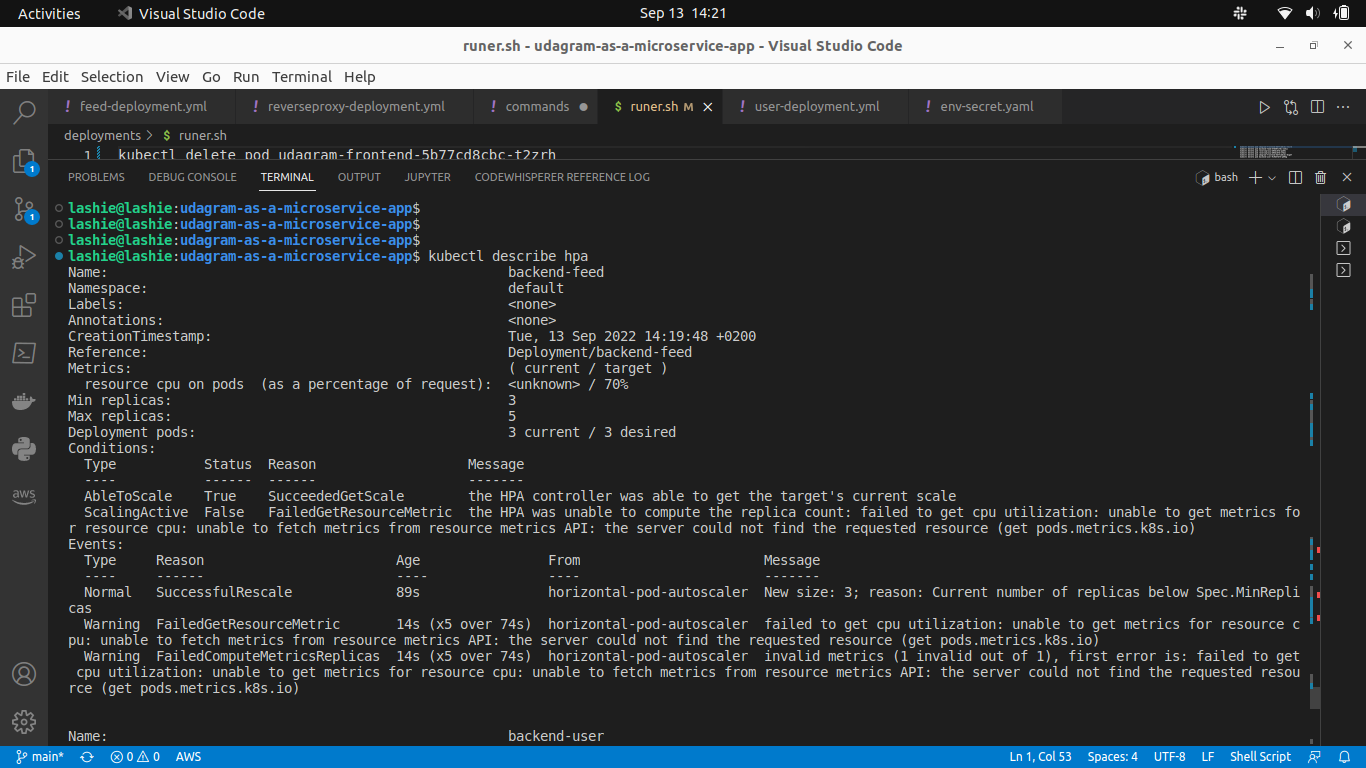 Activities Visual Studio Code Sep 13 14:21
runer.sh - udagram-as-a-microservice-app - Visual Studio Code
File Edit Selection View Go Run Terminal Help
! feed-deployment.yml ! reverseproxy-deployment.yml ! commands $ runer.sh M ! user-deployment.yml ! env-secret.yaml
deployments > $ runer.sh
1 kubectl delete pod udagram-frontend-5b77cd8cbc-t2zrh
PROBLEMS DEBUG CONSOLE TERMINAL OUTPUT JUPYTER CODEWHISPERER REFERENCE LOG bash
lashie@lashie:udagram-as-a-microservice-app$
lashie@lashie:udagram-as-a-microservice-app$
lashie@lashie:udagram-as-a-microservice-app$
lashie@lashie:udagram-as-a-microservice-app$ kubectl describe hpa
Name: backend-feed
Namespace: default
Labels: <none>
Annotations: <none>
CreationTimestamp: Tue, 13 Sep 2022 14:19:48 +0200
Reference: Deployment/backend-feed
Metrics: ( current / target )
resource cpu on pods (as a percentage of request): <unknown> / 70%
Min replicas: 3
Max replicas: 5
Deployment pods: 3 current / 3 desired
Conditions:
Type Status Reason Message
---- ------ ------ -------
AbleToScale True SucceededGetScale the HPA controller was able to get the target's current scale
ScalingActive False FailedGetResourceMetric the HPA was unable to compute the replica count: failed to get cpu utilization: unable to get metrics fo
r resource cpu: unable to fetch metrics from resource metrics API: the server could not find the requested resource (get pods.metrics.k8s.io)
Events:
Type Reason Age From Message
---- ------ ---- ---- -------
Normal SuccessfulRescale 89s horizontal-pod-autoscaler New size: 3; reason: Current number of replicas below Spec.MinRepli
cas
Warning FailedGetResourceMetric 14s (x5 over 74s) horizontal-pod-autoscaler failed to get cpu utilization: unable to get metrics for resource c
pu: unable to fetch metrics from resource metrics API: the server could not find the requested resource (get pods.metrics.k8s.io)
Warning FailedComputeMetricsReplicas 14s (x5 over 74s) horizontal-pod-autoscaler invalid metrics (1 invalid out of 1), first error is: failed to get
cpu utilization: unable to get metrics for resource cpu: unable to fetch metrics from resource metrics API: the server could not find the requested resou
rce (get pods.metrics.k8s.io)
Name: backend-user
1
1
aws
main* 0 0 AWS Ln 1, Col 53 Spaces: 4 UTF-8 LF Shell Script